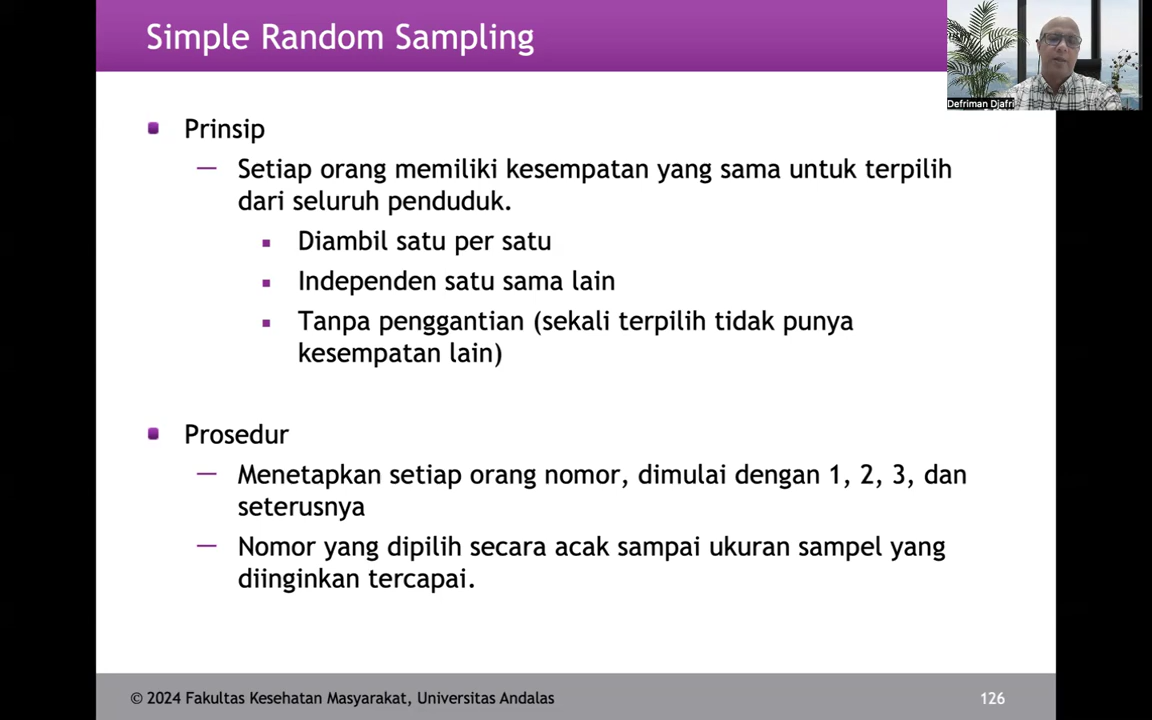 Simple Random Sampling
Defriman Djafri
Prinsip
Setiap orang memiliki kesempatan yang sama untuk terpilih
dari seluruh penduduk.
Diambil satu per satu
Independen satu sama lain
Tanpa penggantian (sekali terpilih tidak punya
kesempatan lain)
Prosedur
Menetapkan setiap orang nomor, dimulai dengan 1, 2, 3, dan
seterusnya
Nomor yang dipilih secara acak sampai ukuran sampel yang
diinginkan tercapai.
© 2024 Fakultas Kesehatan Masyarakat, Universitas Andalas
126